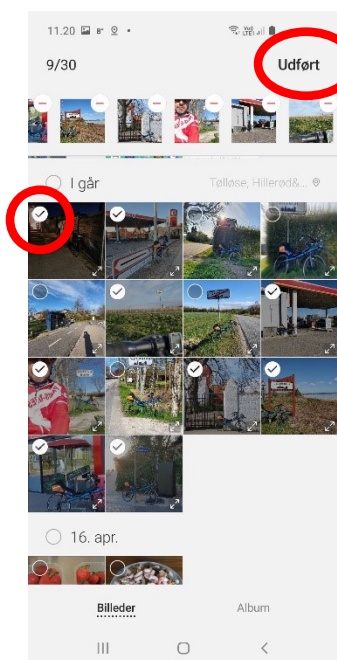 11.20
9/30 Udført
I går Tølløse, Hillerød&...
16. apr.
Billeder Album